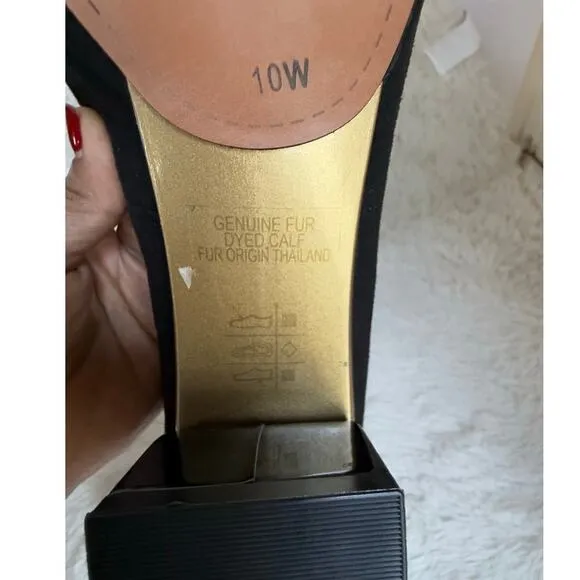 10W
GENUINE FUR
DYED CALF
FUR ORIGIN THAILAND